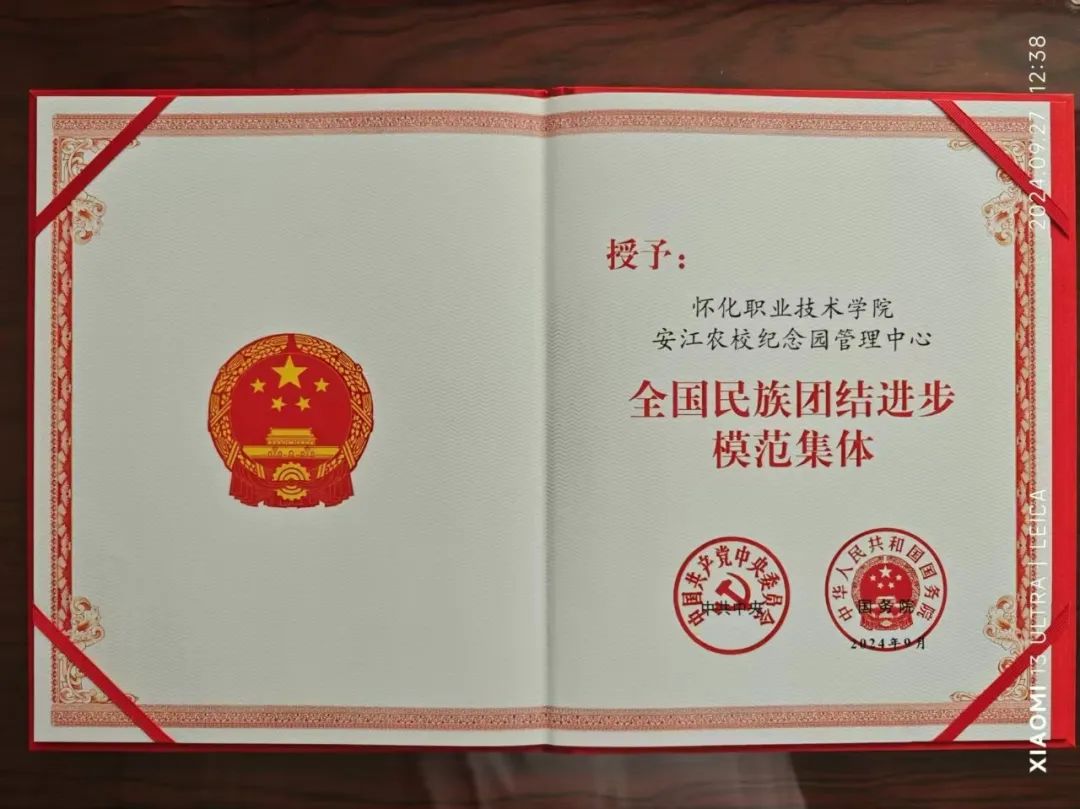 授予：
怀化职业技术学院
安江农校纪念园管理中心
全国民族团结进步
模范集体
中国共产党中央委员会
中共中央
中华人民共和国国务院
国务院
2024年9月
XIAOMI 13 ULTRA | LEICA
2024.09.27 12:38